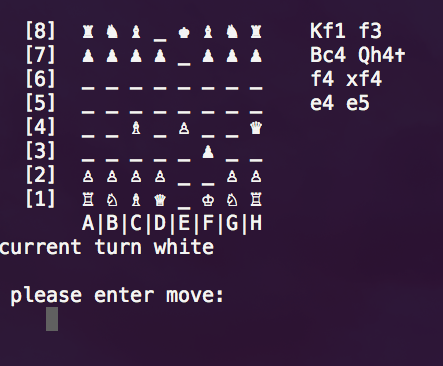 [8] ♜ ♞ ♝ _ ♚ ♝ ♞ ♜ Kf1 f3
[7] ♟ ♟ ♟ ♟ _ ♟ ♟ ♟ Bc4 Qh4†
[6] _ _ _ _ _ _ _ _ f4 xf4
[5] _ _ _ _ _ _ _ _ e4 e5
[4] _ _ ♗ _ ♙ _ _ ♛
[3] _ _ _ _ _ ♟ _ _
[2] ♙ ♙ ♙ ♙ _ _ ♙ ♙
[1] ♖ ♘ ♗ ♕ _ ♔ ♘ ♖
A|B|C|D|E|F|G|H
current turn white
please enter move: